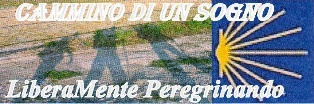 CAMMINO DI UN SOGNO
LiberaMente Peregrinando